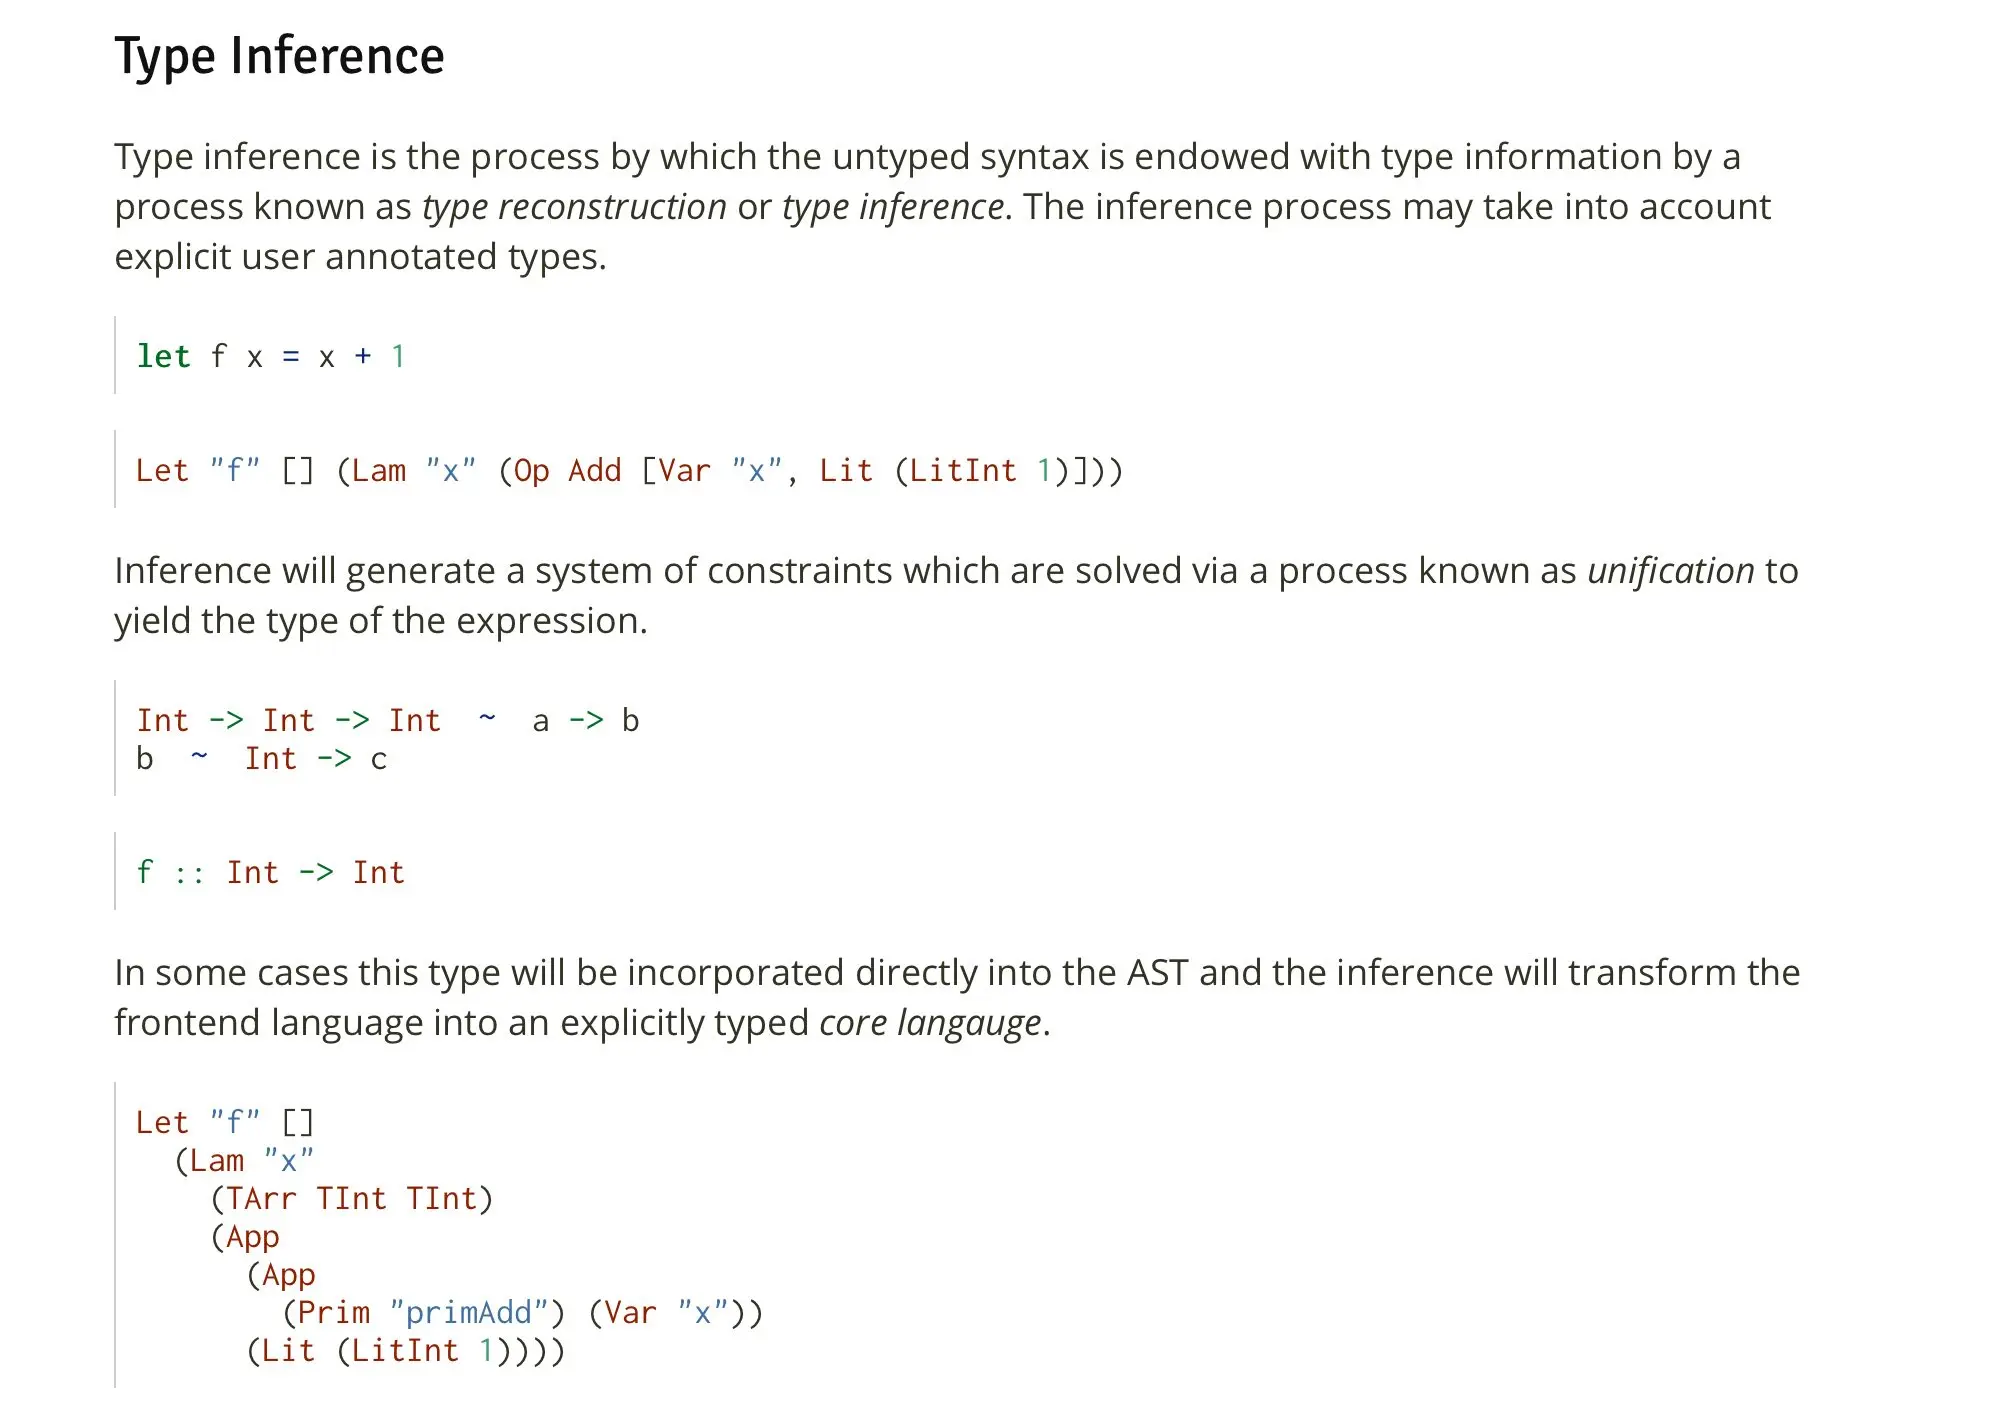 Type Inference
Type inference is the process by which the untyped syntax is endowed with type information by a
process known as type reconstruction or type inference. The inference process may take into account
explicit user annotated types.
let f x = x + 1
Let "f" [] (Lam "x" (Op Add [Var "x", Lit (LitInt 1)]))
Inference will generate a system of constraints which are solved via a process known as unification to
yield the type of the expression.
Int -> Int -> Int  ~  a -> b
b  ~  Int -> c
f :: Int -> Int
In some cases this type will be incorporated directly into the AST and the inference will transform the
frontend language into an explicitly typed core langauge.
Let "f" []
  (Lam "x"
    (TArr TInt TInt)
    (App
      (App
        (Prim "primAdd") (Var "x"))
      (Lit (LitInt 1))))